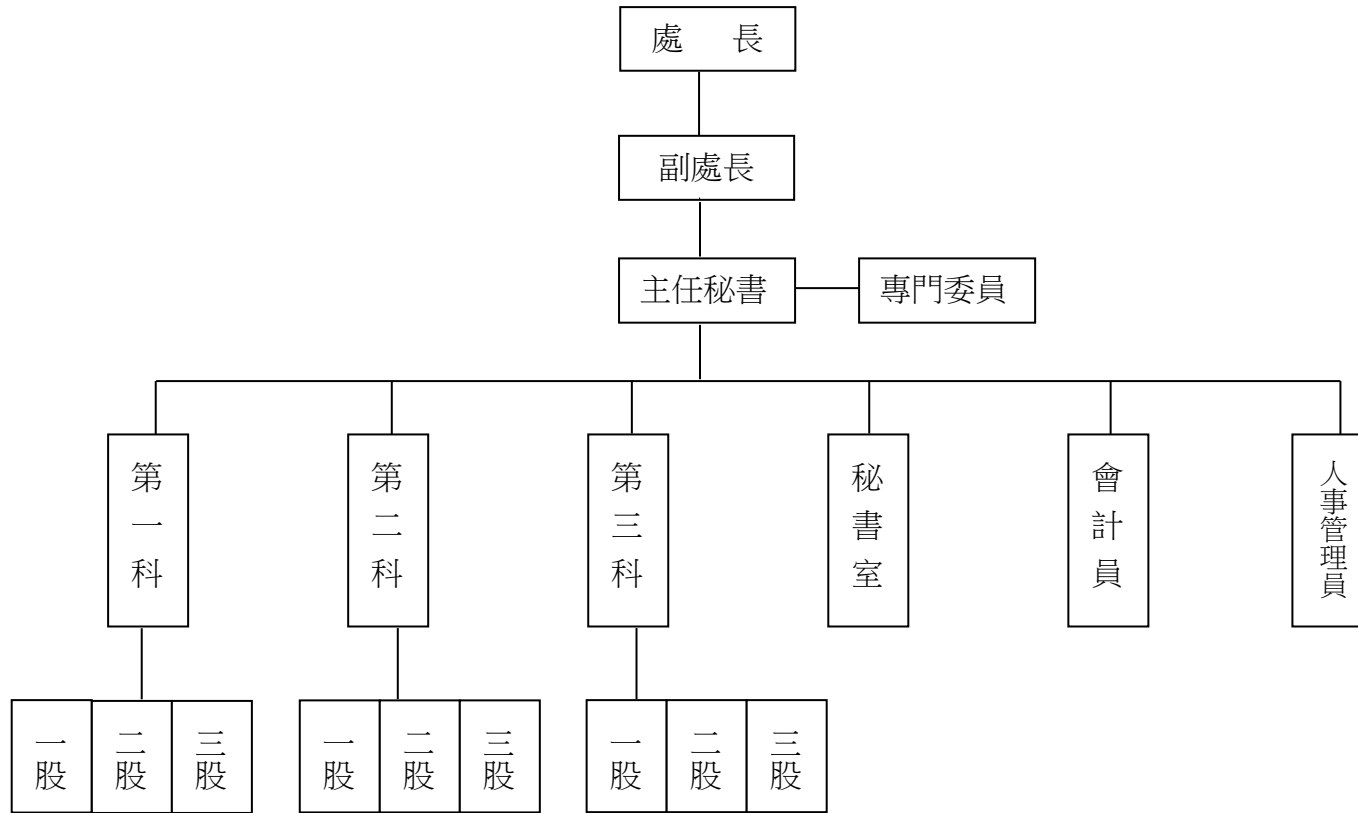 處 長
副處長
主任秘書
專門委員
第一科
第二科
第三科
秘書室
會計員
人事管理員
一股
二股
三股
一股
二股
三股
一股
二股
三股